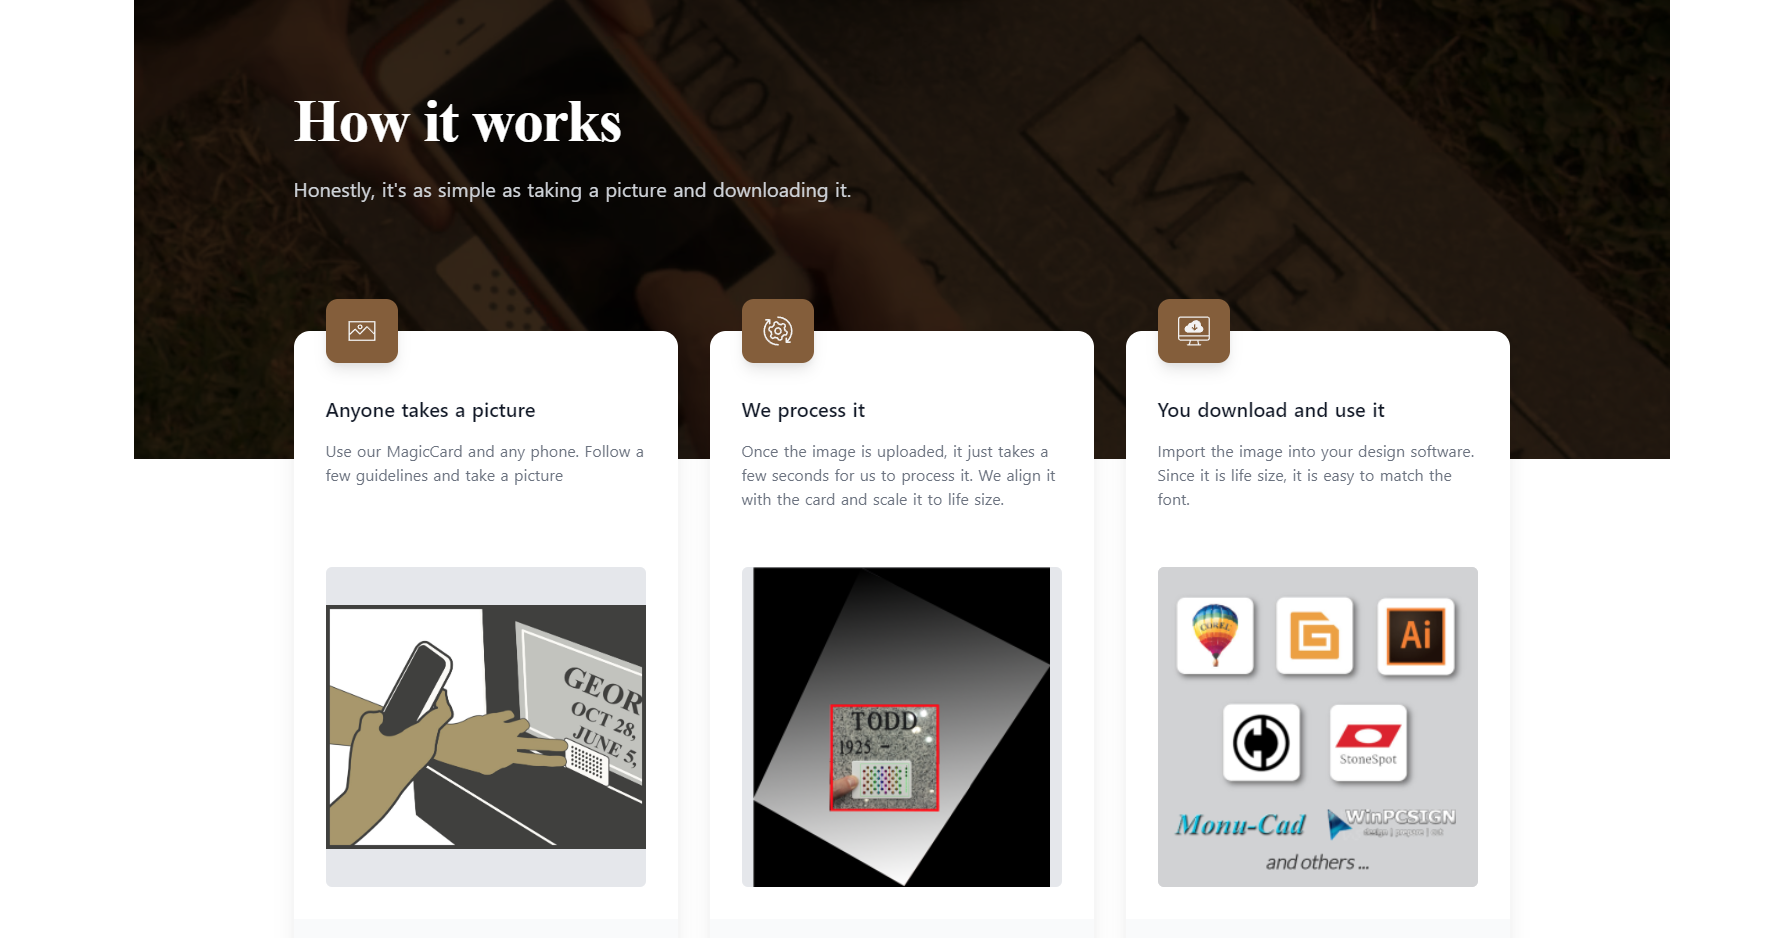 How it works
Honestly, it's as simple as taking a picture and downloading it.
Anyone takes a picture
Use our MagicCard and any phone. Follow a
few guidelines and take a picture
GEOR
OCT 28,
JUNE 5,
We process it
Once the image is uploaded, it just takes a
few seconds for us to process it. We align it
with the card and scale it to life size.
TODD
1925 -
You download and use it
Import the image into your design software.
Since it is life size, it is easy to match the
font.
COREL
Ai
StoneSpot
Monu-Cad
WinPCSIGN
and others ...